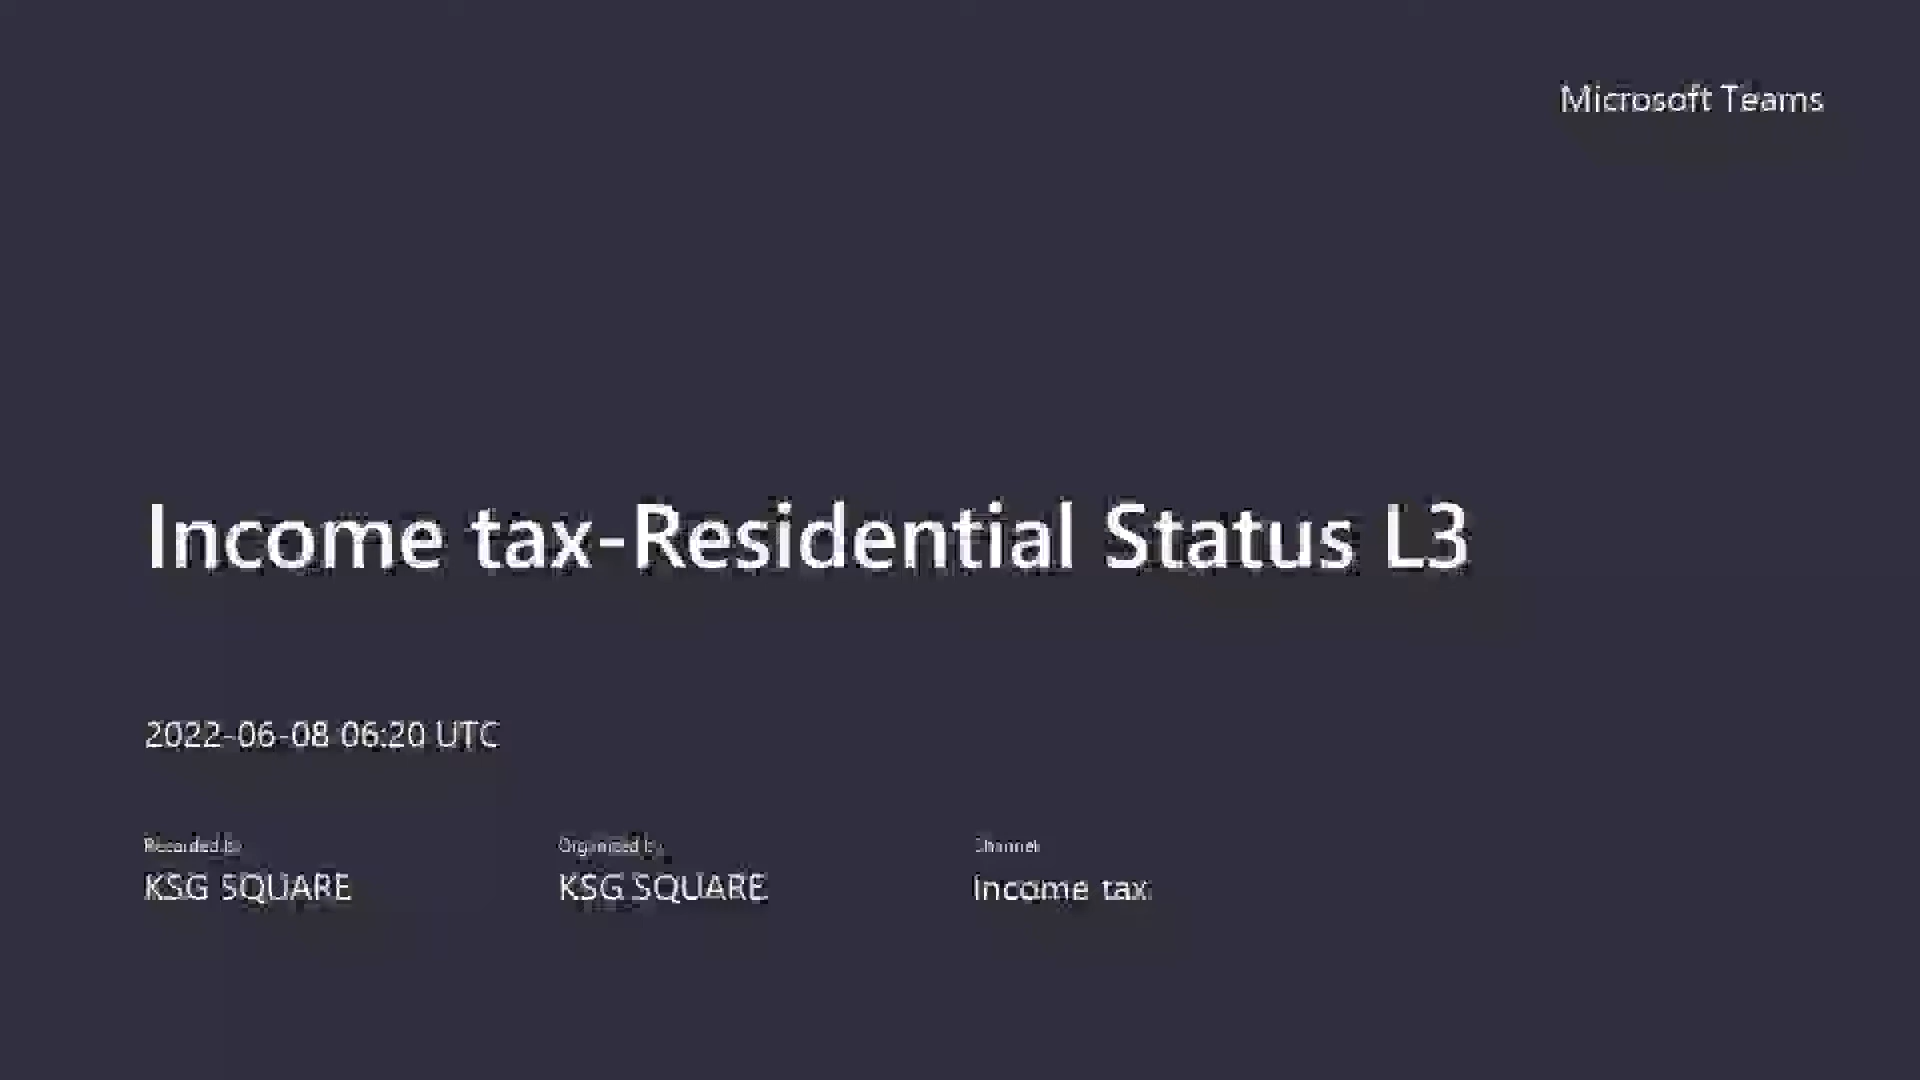 Microsoft Teams
Income tax-Residential Status L3
2022-06-08 06:20 UTC
Recorded by
Organized by
Channel
KSG SQUARE
KSG SQUARE
Income tax